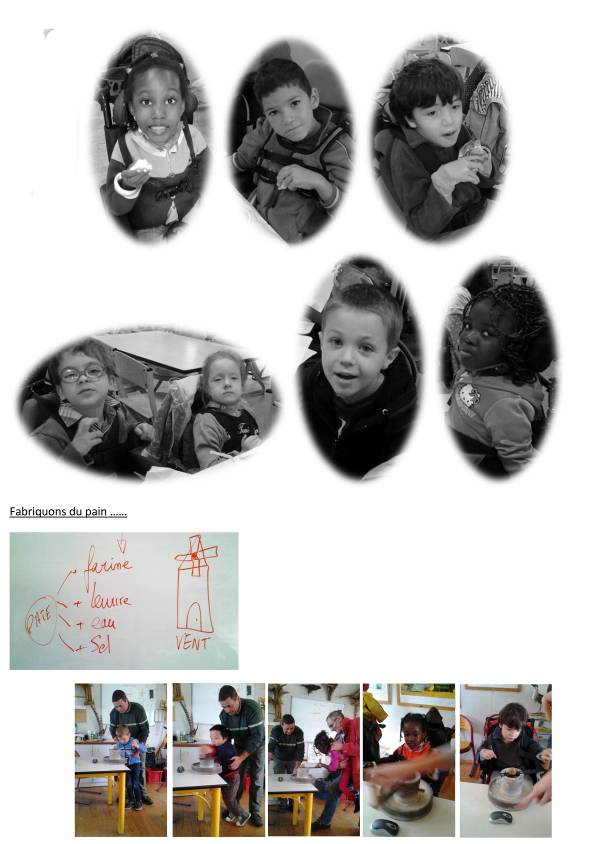 Fabriquons du pain ......
farine
PATE
+ levure
+ eau
+ Sel
VENT